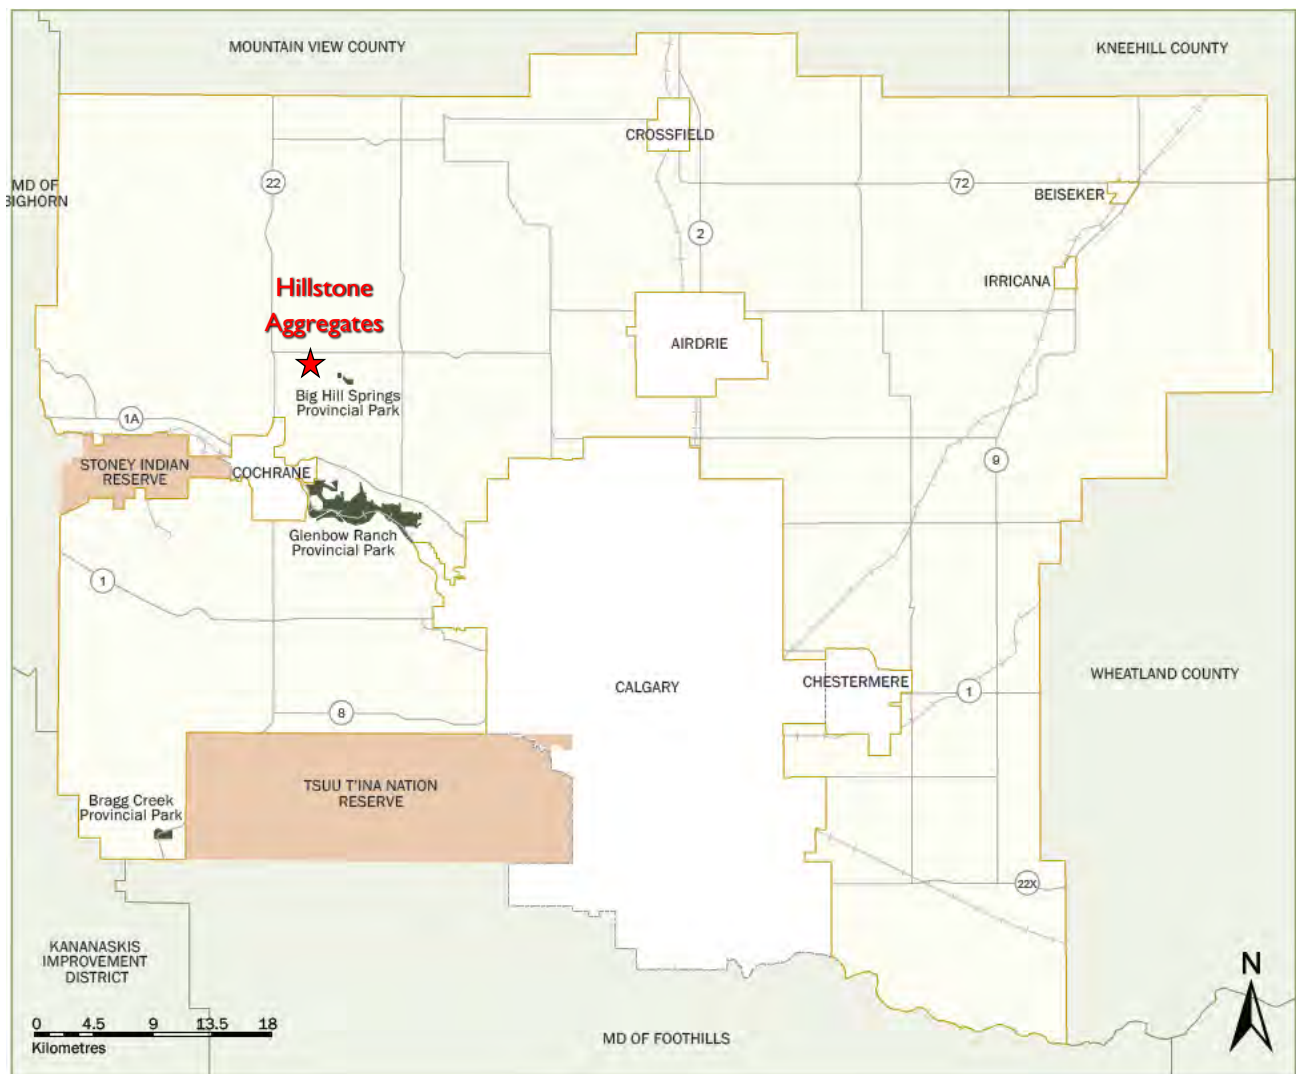 MOUNTAIN VIEW COUNTY
KNEEHILL COUNTY
CROSSFIELD
22
72
MD OF
BIGHORN
BEISEKER
2
Hillstone
Aggregates
IRRICANA
AIRDRIE
Big Hill Springs
Provincial Park
1A
STONEY INDIAN
RESERVE
COCHRANE
9
Glenbow Ranch
Provincial Park
1
CALGARY
CHESTERMERE
1
WHEATLAND COUNTY
8
TSUU T'INA NATION
RESERVE
Bragg Creek
Provincial Park
22X
KANANASKIS
IMPROVEMENT
DISTRICT
N
0 4.5 9 13.5 18
Kilometres
MD OF FOOTHILLS